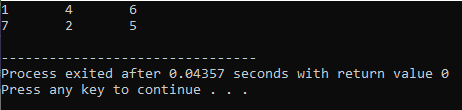 1       4       6
7       2       5

--------------------------------
Process exited after 0.04357 seconds with return value 0
Press any key to continue . . .